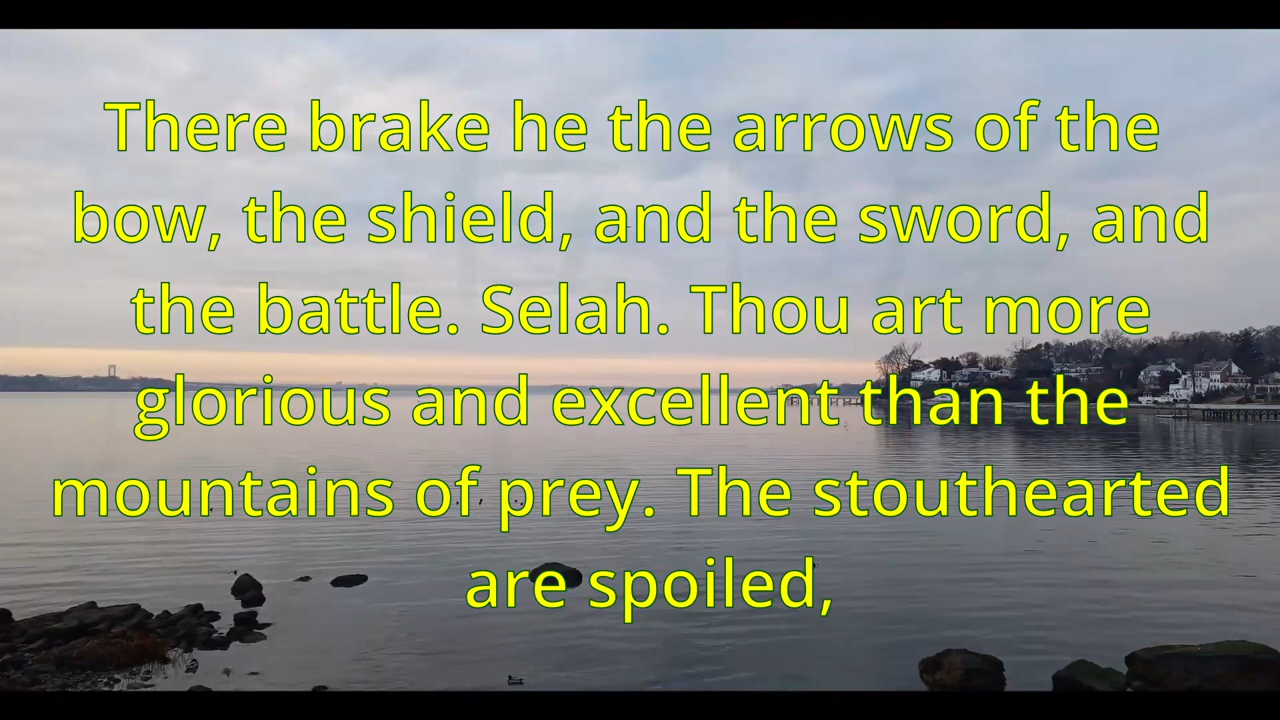 There brake he the arrows of the
bow, the shield, and the sword, and
the battle. Selah. Thou art more
glorious and excellent than the
mountains of prey. The stouthearted
are spoiled,